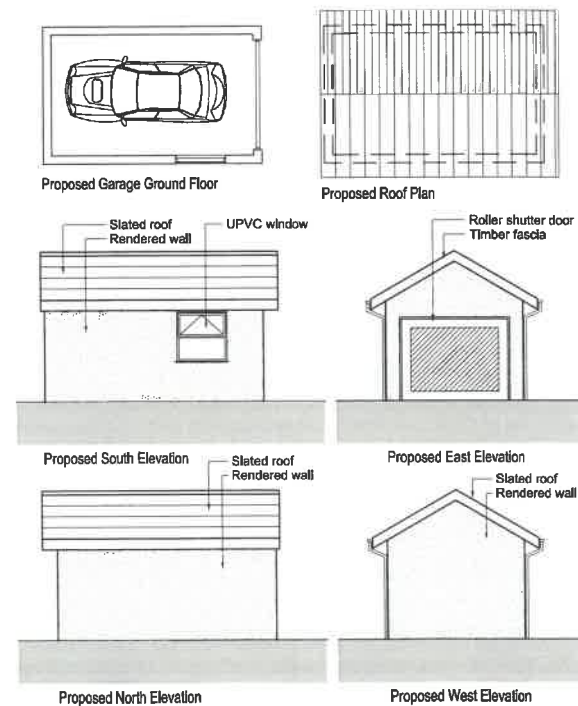 Proposed Garage Ground Floor
Proposed Roof Plan
Slated roof
Rendered wall
UPVC window
Roller shutter door
Timber fascia
Proposed South Elevation
Proposed East Elevation
Slated roof
Rendered wall
Slated roof
Rendered wall
Proposed North Elevation
Proposed West Elevation